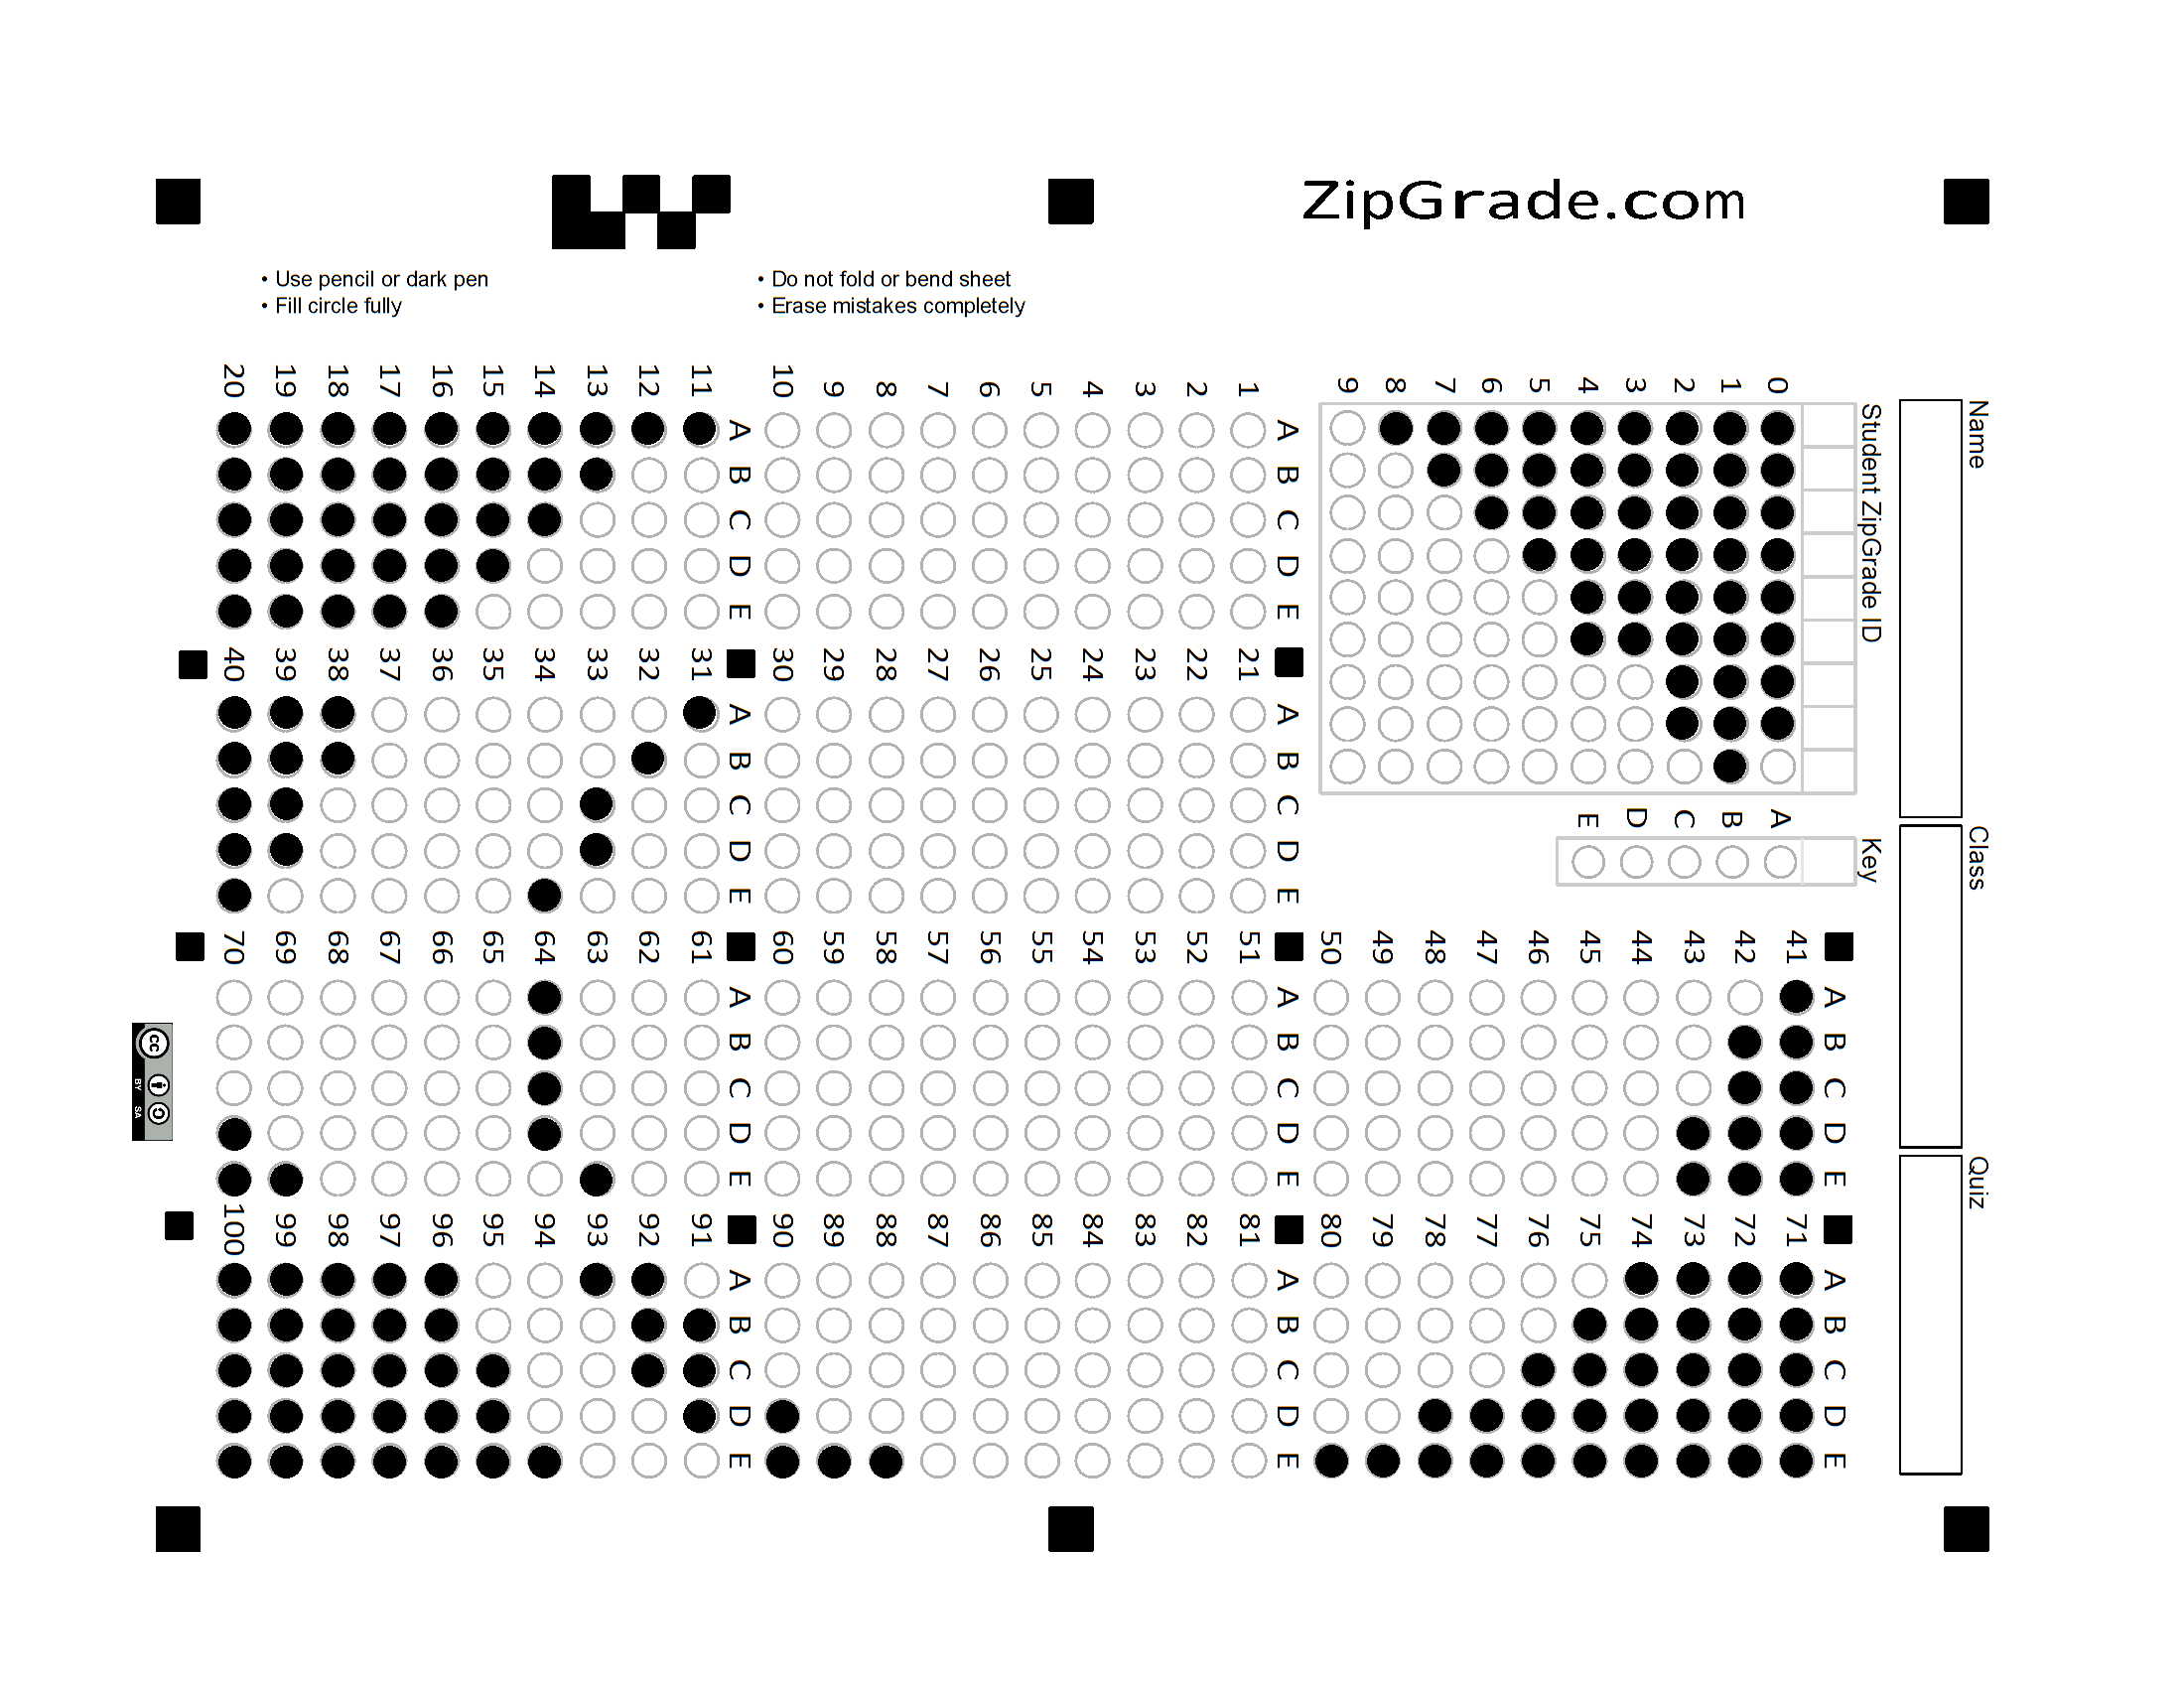 ZipGrade.com
• Use pencil or dark pen
• Fill circle fully
• Do not fold or bend sheet
• Erase mistakes completely
Name
Class
Quiz
Student ZipGrade ID
0 1 2 3 4 5 6 7 8 9
Key
A B C D E
1 2 3 4 5 6 7 8 9 10
A B C D E
11 12 13 14 15 16 17 18 19 20
A B C D E
21 22 23 24 25 26 27 28 29 30
A B C D E
31 32 33 34 35 36 37 38 39 40
A B C D E
41 42 43 44 45 46 47 48 49 50
A B C D E
51 52 53 54 55 56 57 58 59 60
A B C D E
61 62 63 64 65 66 67 68 69 70
A B C D E
71 72 73 74 75 76 77 78 79 80
A B C D E
81 82 83 84 85 86 87 88 89 90
A B C D E
91 92 93 94 95 96 97 98 99 100
A B C D E
cc
BY SA